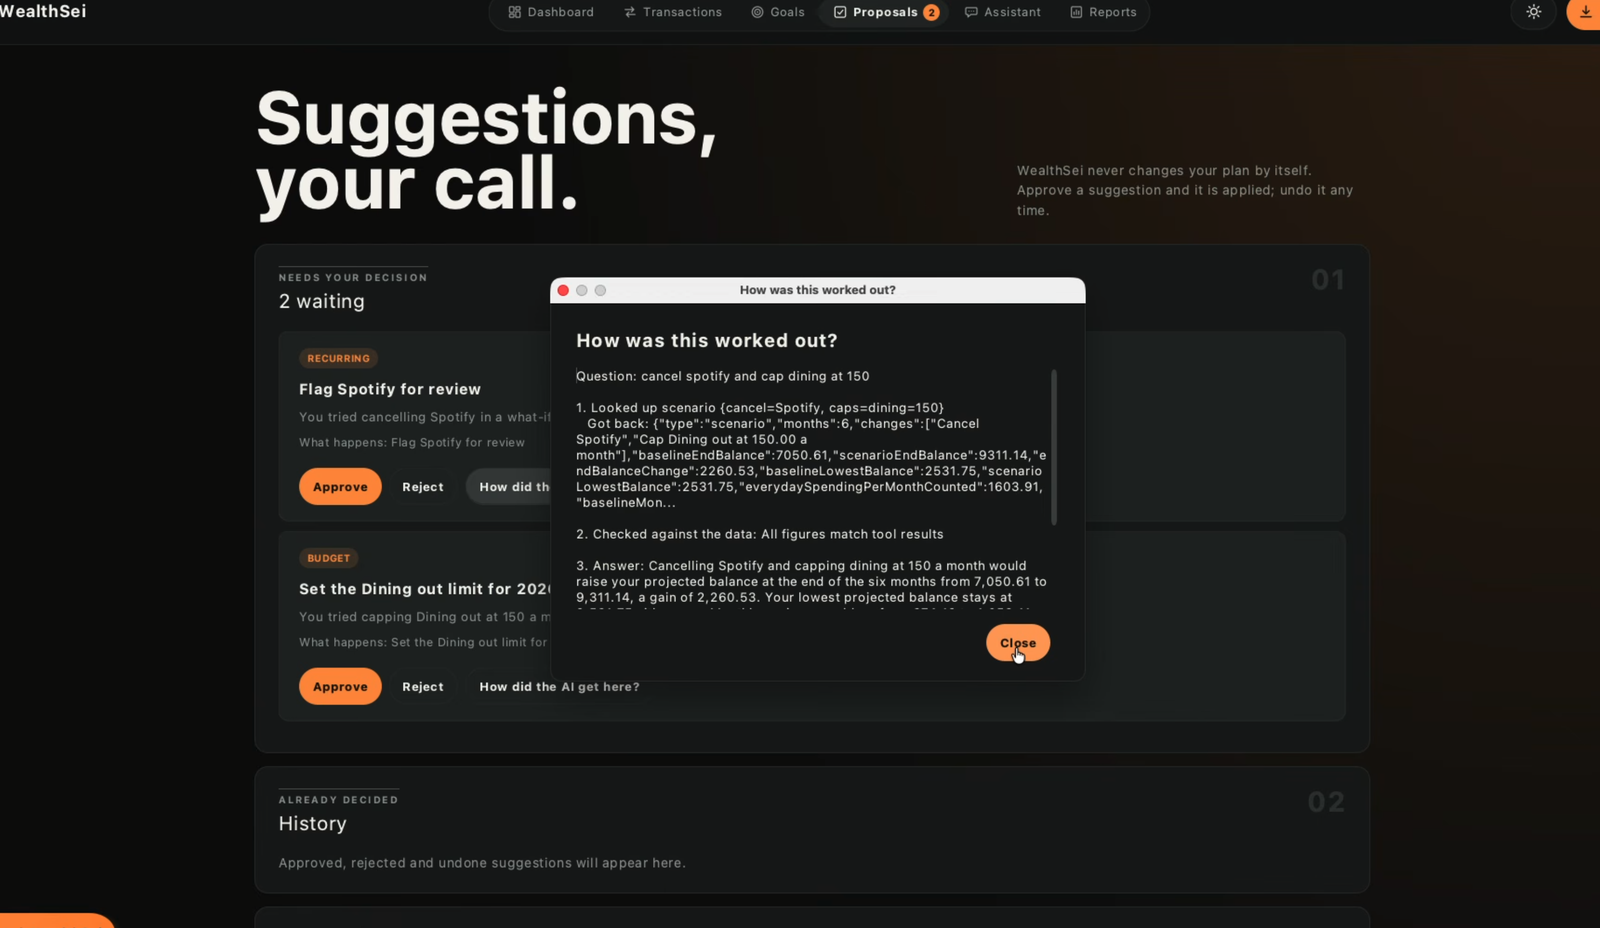 WealthSei
Dashboard
Transactions
Goals
Proposals 2
Assistant
Reports
Suggestions,
your call.
WealthSei never changes your plan by itself.
Approve a suggestion and it is applied; undo it any
time.
NEEDS YOUR DECISION
2 waiting
01
RECURRING
Flag Spotify for review
You tried cancelling Spotify in a what-if
What happens: Flag Spotify for review
Approve
Reject
How did the
BUDGET
Set the Dining out limit for 2026
You tried capping Dining out at 150 a m
What happens: Set the Dining out limit for
Approve
Reject
How did the AI get here?
How was this worked out?
How was this worked out?
Question: cancel spotify and cap dining at 150
1. Looked up scenario {cancel=Spotify, caps=dining=150}
Got back: {"type":"scenario","months":6,"changes":["Cancel
Spotify","Cap Dining out at 150.00 a
month"],"baselineEndBalance":7050.61,"scenarioEndBalance":9311.14,"e
ndBalanceChange":2260.53,"baselineLowestBalance":2531.75,"scenario
LowestBalance":2531.75,"everydaySpendingPerMonthCounted":1603.91,
"baselineMon...
2. Checked against the data: All figures match tool results
3. Answer: Cancelling Spotify and capping dining at 150 a month would
raise your projected balance at the end of the six months from 7,050.61 to
9,311.14, a gain of 2,260.53. Your lowest projected balance stays at
Close
ALREADY DECIDED
History
02
Approved, rejected and undone suggestions will appear here.